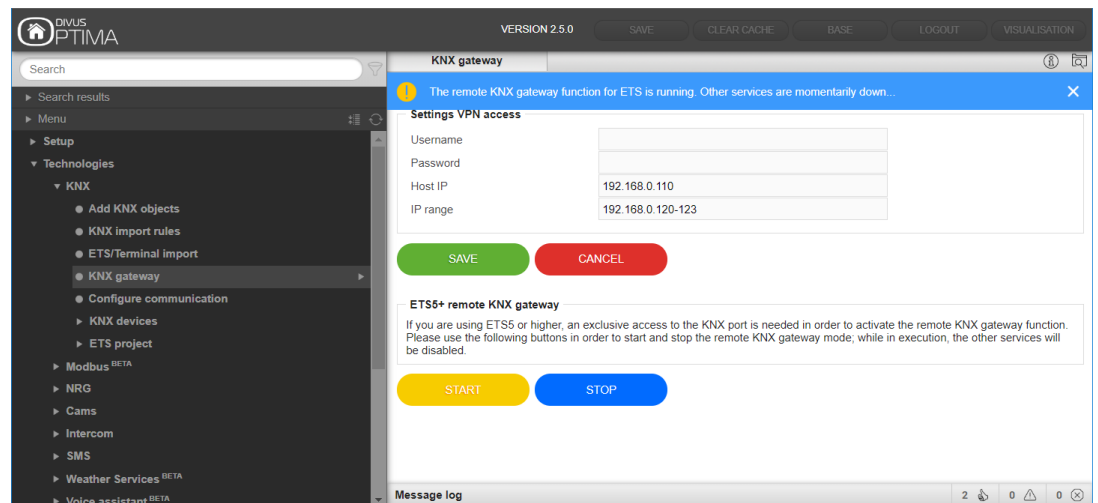 DIVUS
OPTIMA
VERSION 2.5.0
SAVE
CLEAR CACHE
BASE
LOGOUT
VISUALISATION
Search
Search results
Menu
Setup
Technologies
KNX
Add KNX objects
KNX import rules
ETS/Terminal import
KNX gateway
Configure communication
KNX devices
ETS project
Modbus BETA
NRG
Cams
Intercom
SMS
Weather Services BETA
Voice assistant BETA
KNX gateway
The remote KNX gateway function for ETS is running. Other services are momentarily down...
Settings VPN access
Username
Password
Host IP 192.168.0.110
IP range 192.168.0.120-123
SAVE CANCEL
ETS5+ remote KNX gateway
If you are using ETS5 or higher, an exclusive access to the KNX port is needed in order to activate the remote KNX gateway function.
Please use the following buttons in order to start and stop the remote KNX gateway mode; while in execution, the other services will
be disabled.
START STOP
Message log 2 0 0